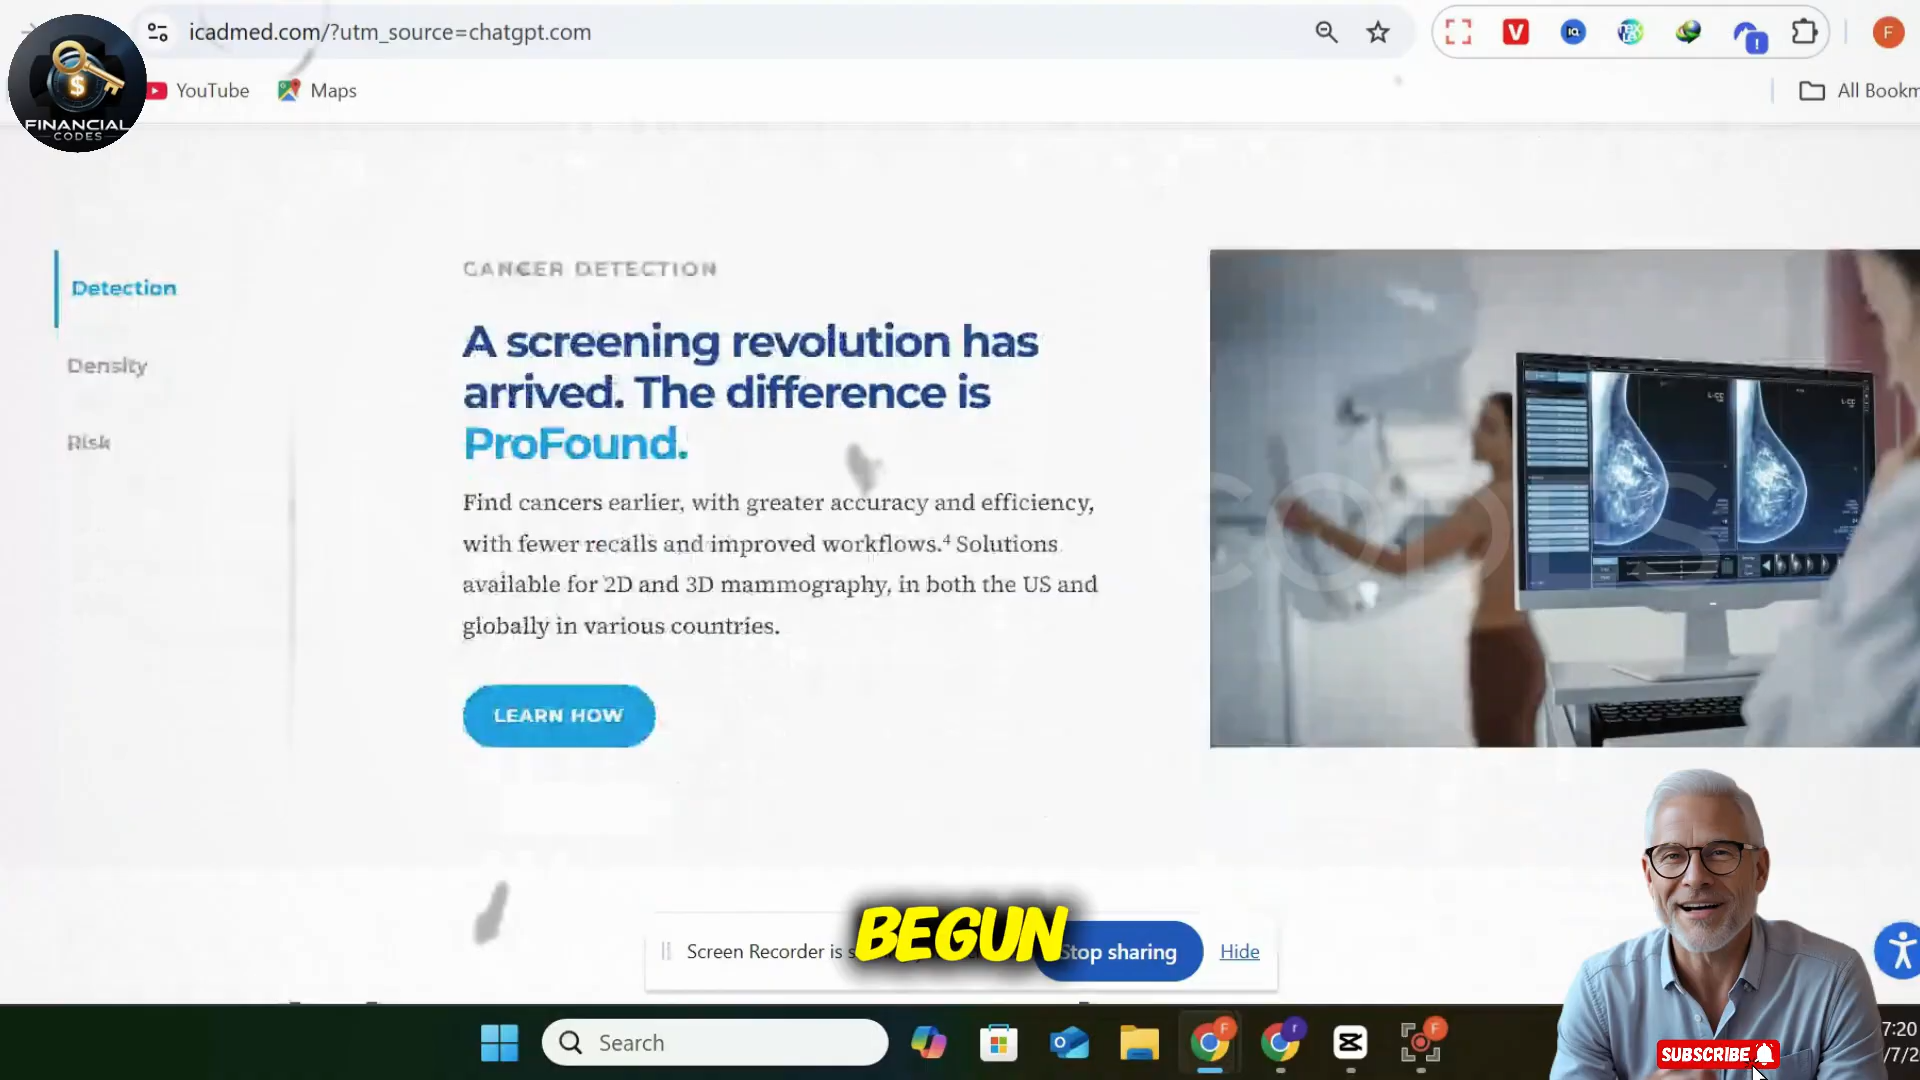 icadmed.com/?utm_source=chatgpt.com
YouTube
Maps
All Bookm
FINANCIAL
CODES
Detection
Density
Risk
CANCER DETECTION
A screening revolution has
arrived. The difference is
ProFound.
Find cancers earlier, with greater accuracy and efficiency,
with fewer recalls and improved workflows.⁴ Solutions
available for 2D and 3D mammography, in both the US and
globally in various countries.
LEARN HOW
CODES
BEGUN
Screen Recorder is
Stop sharing
Hide
Search
7:20
/7/2
SUBSCRIBE